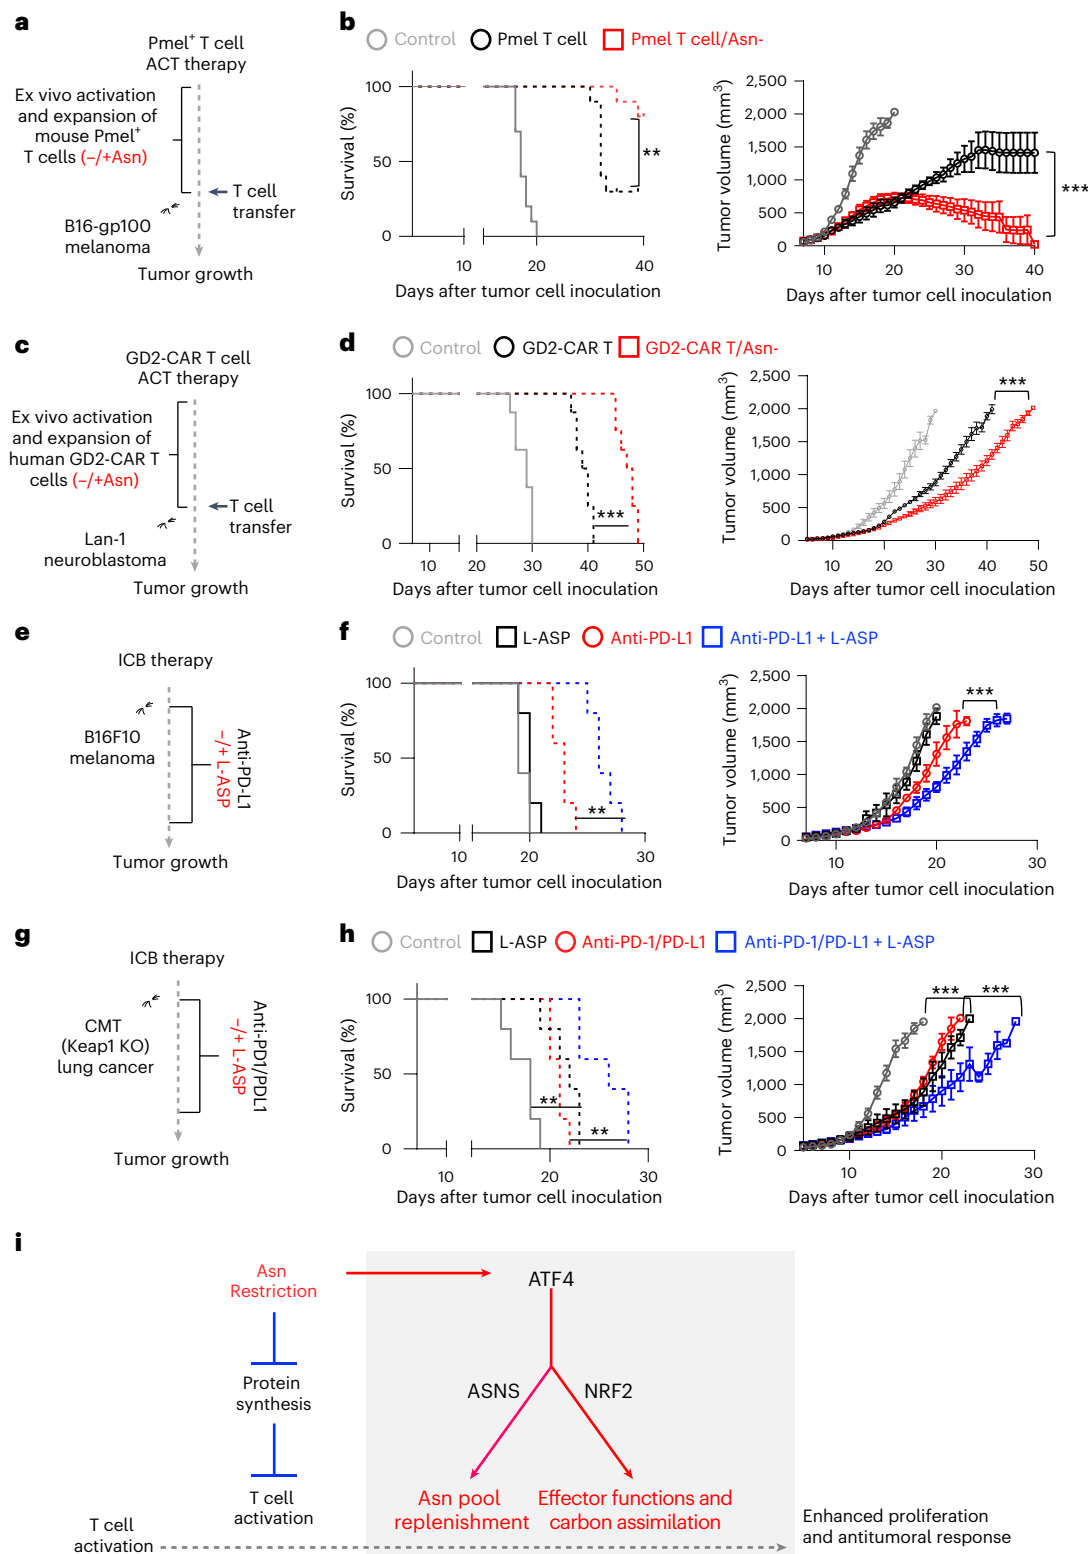 a
Pmel+ T cell
ACT therapy
Ex vivo activation
and expansion of
mouse Pmel+
T cells (−/+Asn)
T cell
transfer
B16-gp100
melanoma
Tumor growth
b
Control
Pmel T cell
Pmel T cell/Asn-
Survival (%)
100
50
0
10
20
40
Days after tumor cell inoculation
**
Tumor volume (mm3)
2,500
2,000
1,500
1,000
500
0
10
20
30
40
Days after tumor cell inoculation
***
c
GD2-CAR T cell
ACT therapy
Ex vivo activation
and expansion of
human GD2-CAR T
cells (−/+Asn)
T cell
transfer
Lan-1
neuroblastoma
Tumor growth
d
Control
GD2-CAR T
GD2-CAR T/Asn-
Survival (%)
100
50
0
10
20
30
40
50
Days after tumor cell inoculation
***
Tumor volume (mm3)
2,500
2,000
1,500
1,000
500
0
10
20
30
40
50
Days after tumor cell inoculation
***
e
ICB therapy
B16F10
melanoma
Anti-PD-L1
−/+ L-ASP
Tumor growth
f
Control
L-ASP
Anti-PD-L1
Anti-PD-L1 + L-ASP
Survival (%)
100
50
0
10
20
30
Days after tumor cell inoculation
**
Tumor volume (mm3)
2,500
2,000
1,500
1,000
500
0
10
20
30
Days after tumor cell inoculation
***
g
ICB therapy
CMT
(Keap1 KO)
lung cancer
Anti-PD1/PDL1
−/+ L-ASP
Tumor growth
h
Control
L-ASP
Anti-PD-1/PD-L1
Anti-PD-1/PD-L1 + L-ASP
Survival (%)
100
50
0
10
20
30
Days after tumor cell inoculation
**
**
Tumor volume (mm3)
2,500
2,000
1,500
1,000
500
0
10
20
30
Days after tumor cell inoculation
***
***
i
Asn
Restriction
ATF4
Protein
synthesis
ASNS
NRF2
T cell
activation
Asn pool
replenishment
Effector functions and
carbon assimilation
T cell
activation
Enhanced proliferation
and antitumoral response